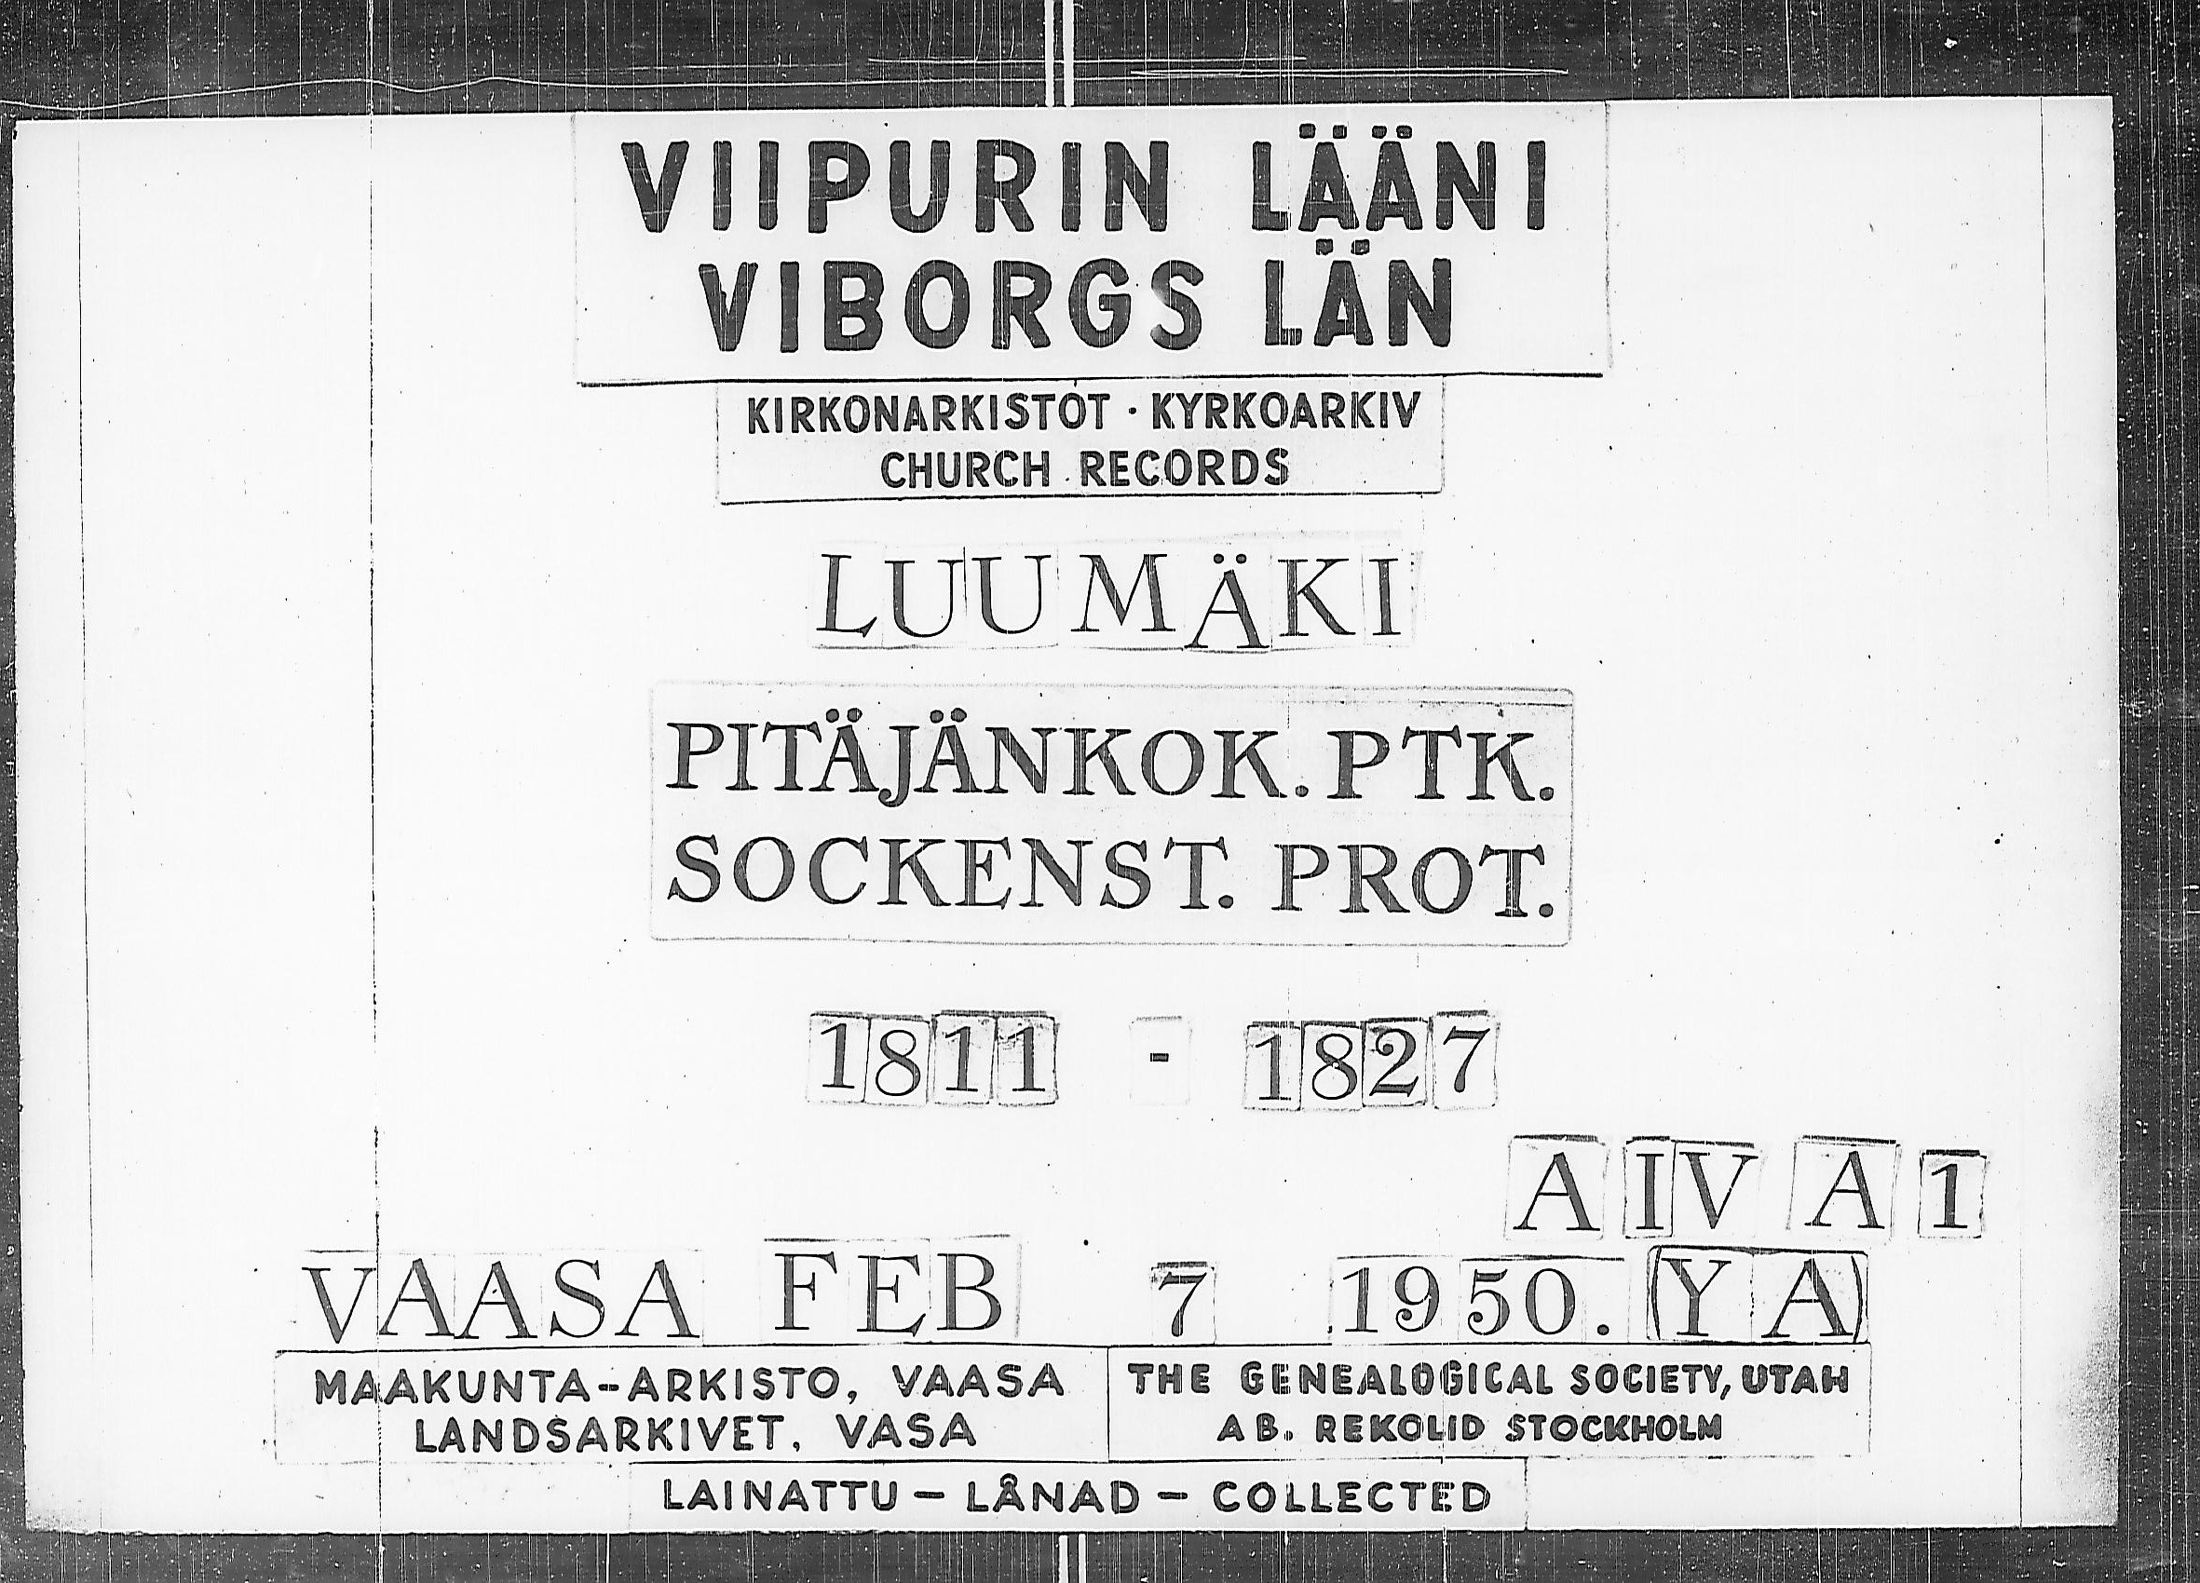 VIIPURIN LÄÄNI
VIBORGS LÄN
KIRKONARKISTOT · KYRKOARKIV
CHURCH RECORDS
LUUMÄKI
PITÄJÄNKOK. PTK.
SOCKENST. PROT.
1811 - 1827
A IV A 1
VAASA FEB 7 1950. (YA)
MAAKUNTA-ARKISTO, VAASA
LANDSARKIVET, VASA
THE GENEALOGICAL SOCIETY, UTAH
AB. REKOLID STOCKHOLM
LAINATTU - LÅNAD - COLLECTED